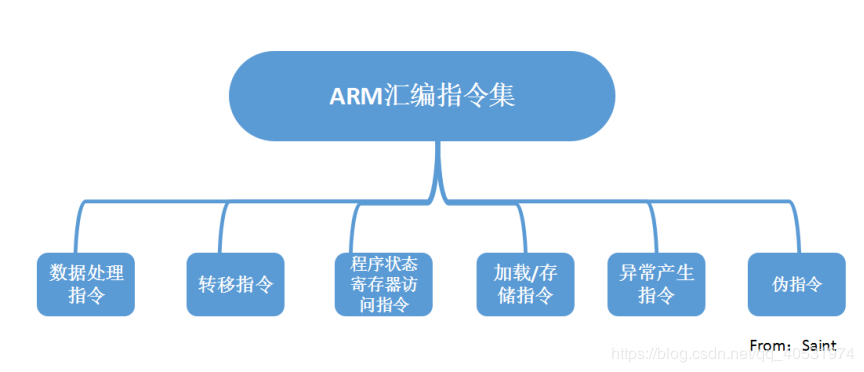 ARM汇编指令集
数据处理
指令
转移指令
程序状态
寄存器访
问指令
加载/存
储指令
异常产生
指令
伪指令
From: Saint
https://blog.csdn.net/qq_40531974